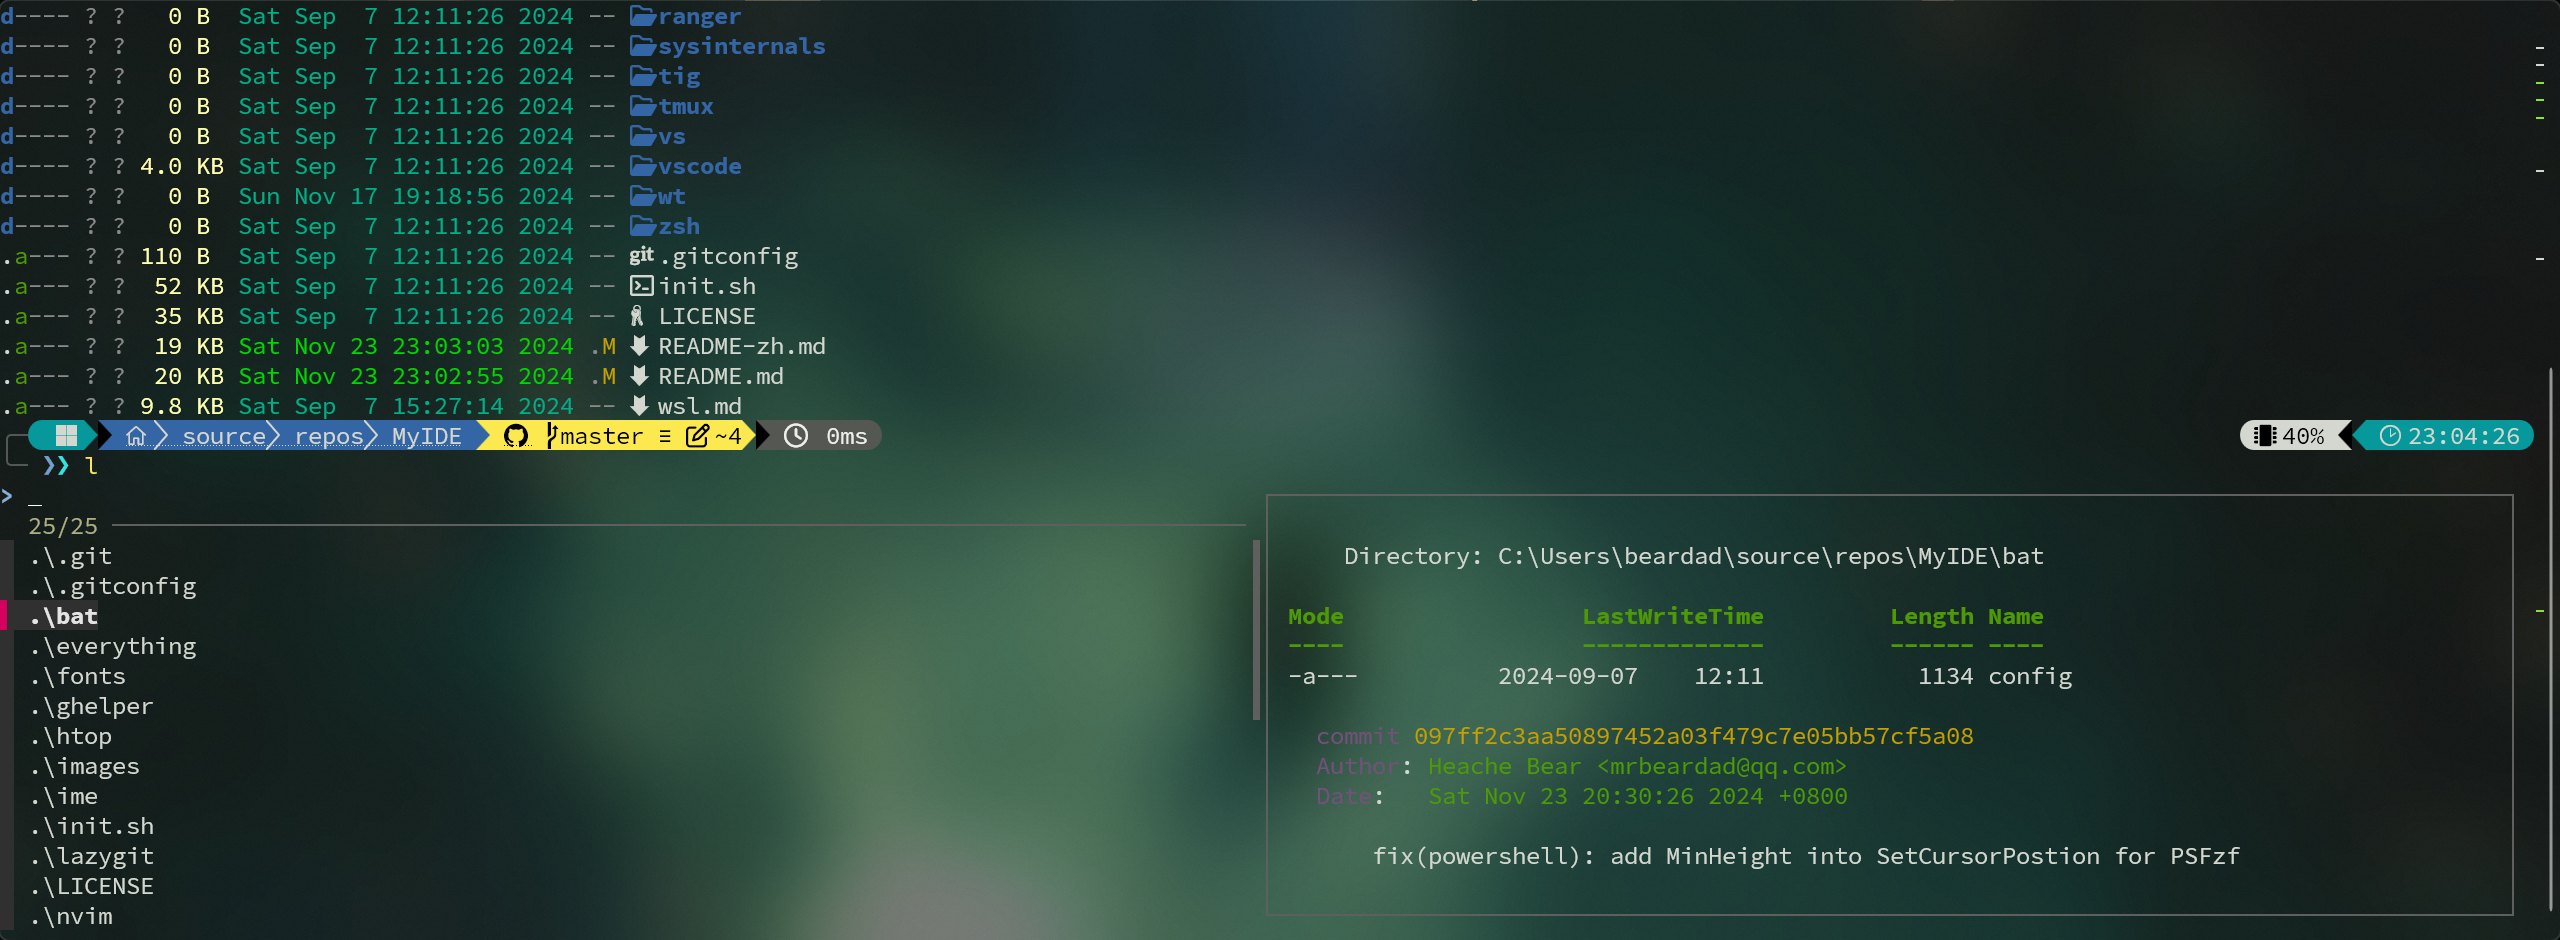 d---- ? ?   0 B  Sat Sep  7 12:11:26 2024 -- ranger
d---- ? ?   0 B  Sat Sep  7 12:11:26 2024 -- sysinternals
d---- ? ?   0 B  Sat Sep  7 12:11:26 2024 -- tig
d---- ? ?   0 B  Sat Sep  7 12:11:26 2024 -- tmux
d---- ? ?   0 B  Sat Sep  7 12:11:26 2024 -- vs
d---- ? ? 4.0 KB Sat Sep  7 12:11:26 2024 -- vscode
d---- ? ?   0 B  Sun Nov 17 19:18:56 2024 -- wt
d---- ? ?   0 B  Sat Sep  7 12:11:26 2024 -- zsh
.a--- ? ? 110 B  Sat Sep  7 12:11:26 2024 -- git .gitconfig
.a--- ? ?  52 KB Sat Sep  7 12:11:26 2024 -- init.sh
.a--- ? ?  35 KB Sat Sep  7 12:11:26 2024 -- LICENSE
.a--- ? ?  19 KB Sat Nov 23 23:03:03 2024 .M README-zh.md
.a--- ? ?  20 KB Sat Nov 23 23:02:55 2024 .M README.md
.a--- ? ? 9.8 KB Sat Sep  7 15:27:14 2024 -- wsl.md
source repos MyIDE master ≡ ~4 0ms 40% 23:04:26
❯❯ l
> _
25/25
.\.git
.\.gitconfig
.\bat
.\everything
.\fonts
.\ghelper
.\htop
.\images
.\ime
.\init.sh
.\lazygit
.\LICENSE
.\nvim
Directory: C:\Users\beardad\source\repos\MyIDE\bat
Mode LastWriteTime Length Name
---- ------------- ------ ----
-a--- 2024-09-07 12:11 1134 config
commit 097ff2c3aa50897452a03f479c7e05bb57cf5a08
Author: Heache Bear <mrbeardad@qq.com>
Date: Sat Nov 23 20:30:26 2024 +0800
fix(powershell): add MinHeight into SetCursorPostion for PSFzf